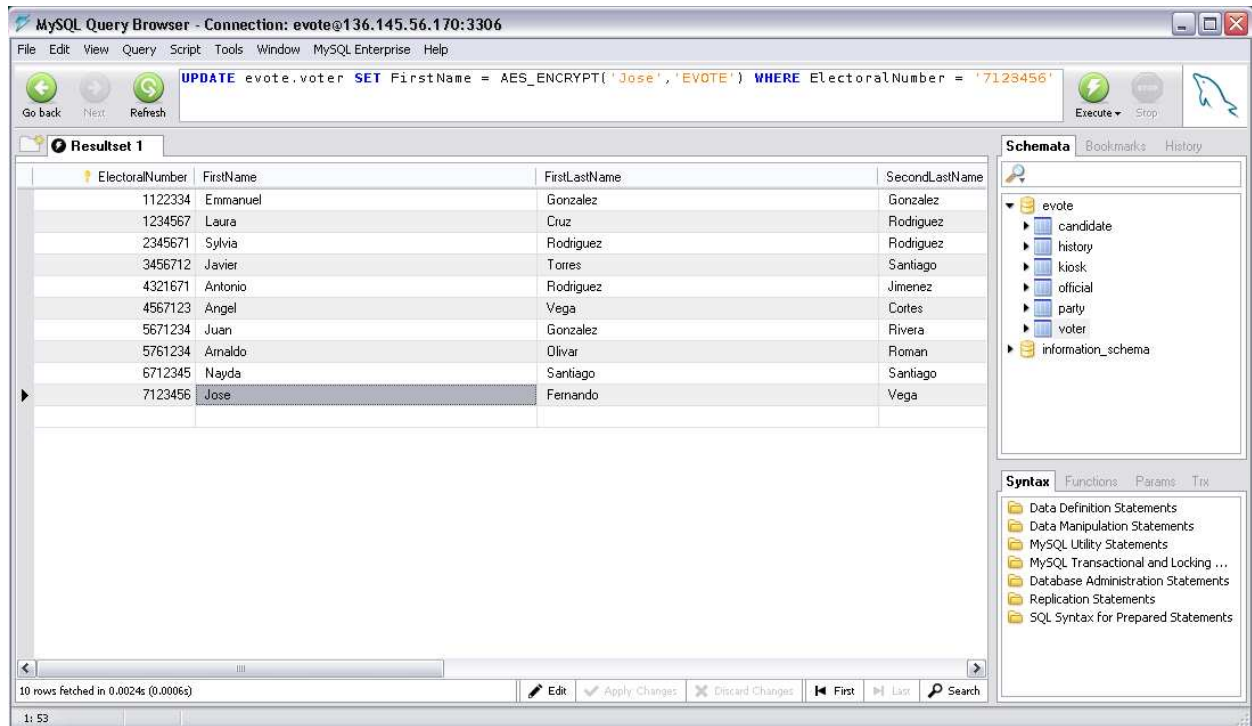 MySQL Query Browser - Connection: evote@136.145.56.170:3306
File Edit View Query Script Tools Window MySQL Enterprise Help
UPDATE evote.voter SET FirstName = AES_ENCRYPT('Jose','EVOTE') WHERE ElectoralNumber = '7123456'
Go back Next Refresh Execute Stop
Resultset 1
ElectoralNumber FirstName FirstLastName SecondLastName
1122334 Emmanuel Gonzalez Gonzalez
1234567 Laura Cruz Rodriguez
2345671 Sylvia Rodriguez Rodriguez
3456712 Javier Torres Santiago
4321671 Antonio Rodriguez Jimenez
4567123 Angel Vega Cortes
5671234 Juan Gonzalez Rivera
5761234 Arnaldo Olivar Roman
6712345 Nayda Santiago Santiago
7123456 Jose Fernando Vega
Schemata Bookmarks History
evote
candidate
history
kiosk
official
party
voter
information_schema
Syntax Functions Params Trx
Data Definition Statements
Data Manipulation Statements
MySQL Utility Statements
MySQL Transactional and Locking ...
Database Administration Statements
Replication Statements
SQL Syntax for Prepared Statements
10 rows fetched in 0.0024s (0.0006s) Edit Apply Changes Discard Changes First Last Search
1: 53